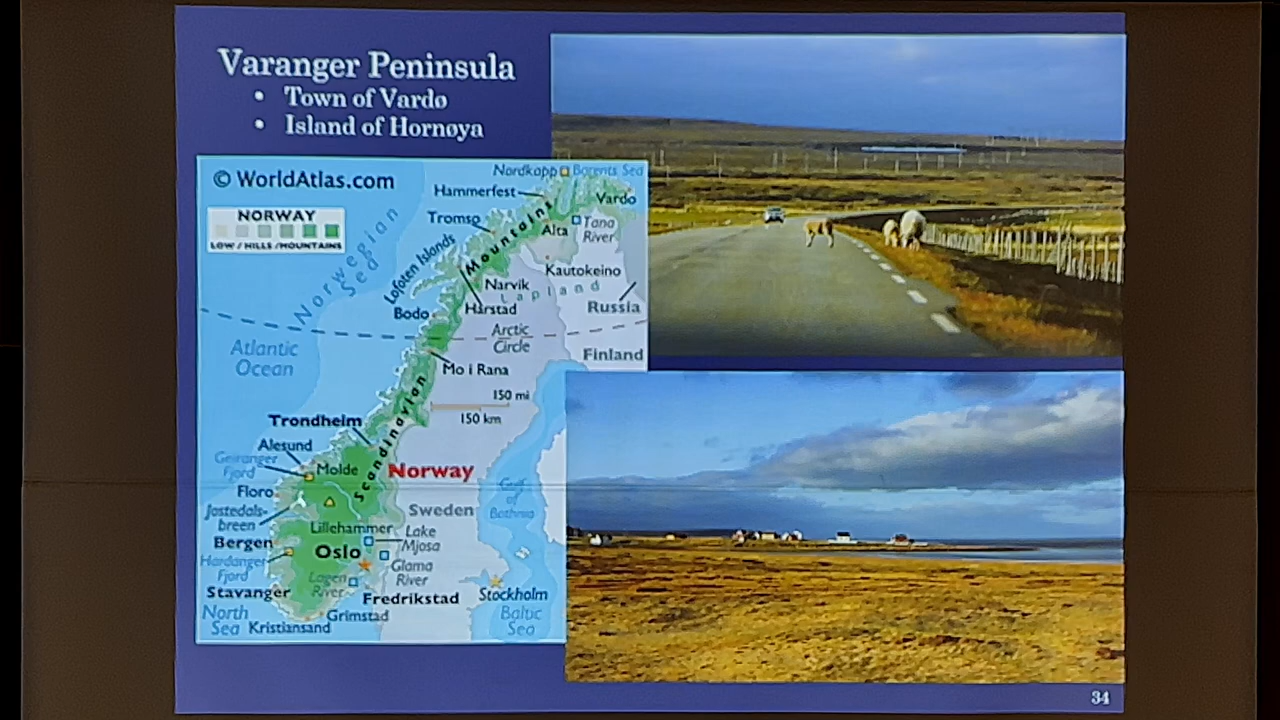 Varanger Peninsula
• Town of Vardø
• Island of Hornøya
© WorldAtlas.com
NORWAY
LOW / HILLS / MOUNTAINS
Nordkapp
Barents Sea
Hammerfest
Vardo
Tromso
Alta
Tana
River
Mountains
Norwegian
Sea
Lofoten Islands
Kautokeino
Narvik
Lapland
Harstad
Russia
Bodo
Arctic
Circle
Atlantic
Ocean
Finland
Mo i Rana
150 mi
150 km
Scandinavian
Trondheim
Alesund
Geiranger
Fjord
Molde
Norway
Floro
Jostedals-
breen
Sweden
Gulf
of
Bothnia
Lillehammer
Lake
Mjosa
Bergen
Oslo
Hardanger
Fjord
Glama
River
Lagen
River
Stavanger
Fredrikstad
Stockholm
North
Sea
Grimstad
Baltic
Sea
Kristiansand
34